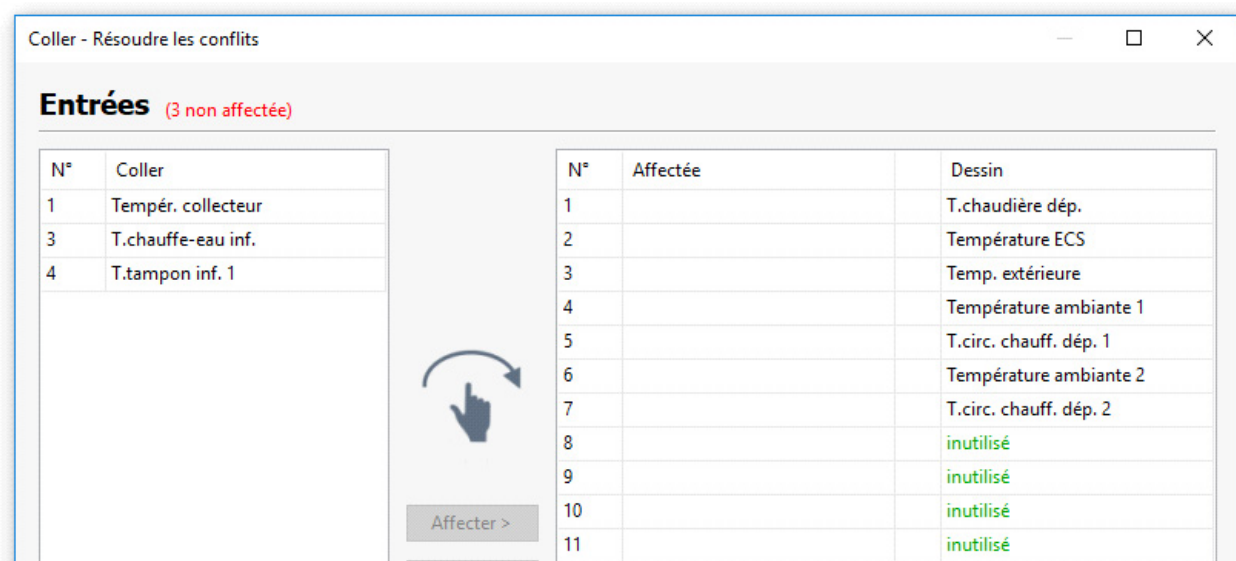 Coller - Résoudre les conflits
Entrées (3 non affectée)
N° Coller
1 Tempér. collecteur
3 T.chauffe-eau inf.
4 T.tampon inf. 1
Affecter >
N° Affectée Dessin
1 T.chaudière dép.
2 Température ECS
3 Temp. extérieure
4 Température ambiante 1
5 T.circ. chauff. dép. 1
6 Température ambiante 2
7 T.circ. chauff. dép. 2
8 inutilisé
9 inutilisé
10 inutilisé
11 inutilisé